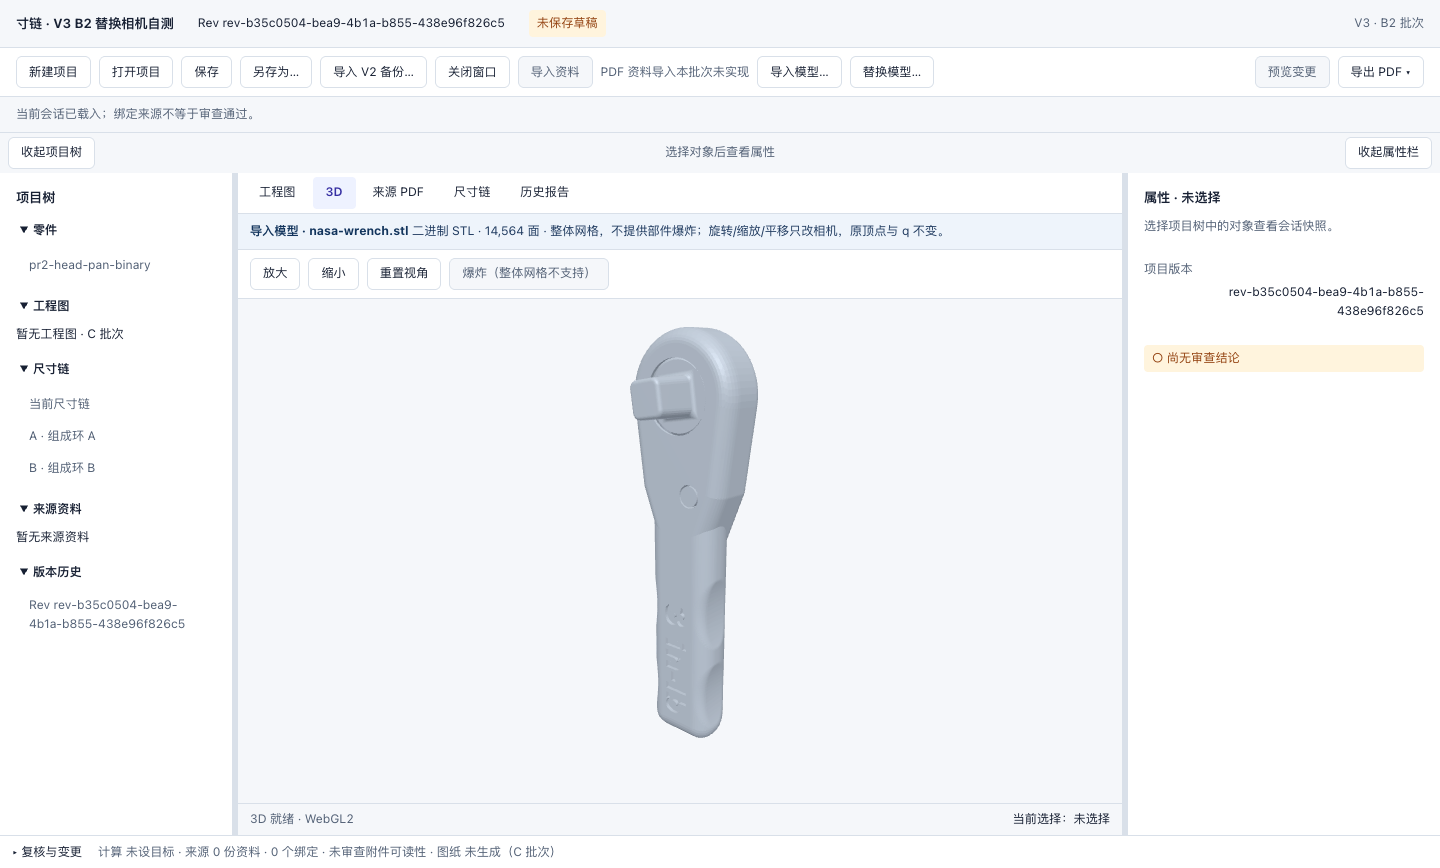 寸链 · V3 B2 替换相机自测 Rev rev-b35c0504-bea9-4b1a-b855-438e96f826c5 未保存草稿 V3 · B2 批次
新建项目 打开项目 保存 另存为... 导入 V2 备份... 关闭窗口 导入资料 PDF 资料导入本批次未实现 导入模型... 替换模型... 预览变更 导出 PDF ▾
当前会话已载入；绑定来源不等于审查通过。
收起项目树 选择对象后查看属性 收起属性栏
项目树
▼ 零件
pr2-head-pan-binary
▼ 工程图
暂无工程图 · C 批次
▼ 尺寸链
当前尺寸链
A · 组成环 A
B · 组成环 B
▼ 来源资料
暂无来源资料
▼ 版本历史
Rev rev-b35c0504-bea9-
4b1a-b855-438e96f826c5
工程图 3D 来源 PDF 尺寸链 历史报告
导入模型 · nasa-wrench.stl 二进制 STL · 14,564 面 · 整体网格，不提供部件爆炸；旋转/缩放/平移只改相机，原顶点与 q 不变。
放大 缩小 重置视角 爆炸（整体网格不支持）
3D 就绪 · WebGL2 当前选择：未选择
属性 · 未选择
选择项目树中的对象查看会话快照。
项目版本
rev-b35c0504-bea9-4b1a-b855-
438e96f826c5
○ 尚无审查结论
▸ 复核与变更 计算 未设目标 · 来源 0 份资料 · 0 个绑定 · 未审查附件可读性 · 图纸 未生成（C 批次）